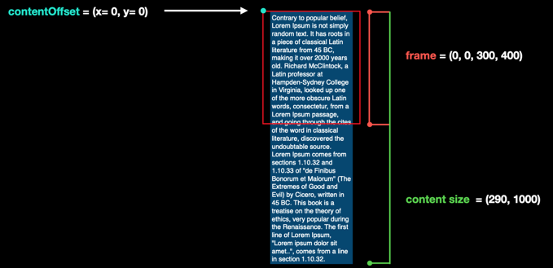 contentOffset = (x= 0, y= 0)
Contrary to popular belief,
Lorem Ipsum is not simply
random text. It has roots in
a piece of classical Latin
literature from 45 BC,
making it over 2000 years
old. Richard McClintock, a
Latin professor at
Hampden-Sydney College
in Virginia, looked up one
of the more obscure Latin
words, consectetur, from a
Lorem Ipsum passage,
and going through the cites
of the word in classical
literature, discovered the
undoubtable source.
Lorem Ipsum comes from
sections 1.10.32 and
1.10.33 of "de Finibus
Bonorum et Malorum" (The
Extremes of Good and
Evil) by Cicero, written in
45 BC. This book is a
treatise on the theory of
ethics, very popular during
the Renaissance. The first
line of Lorem Ipsum,
"Lorem ipsum dolor sit
amet..", comes from a line
in section 1.10.32.
frame = (0, 0, 300, 400)
content size = (290, 1000)